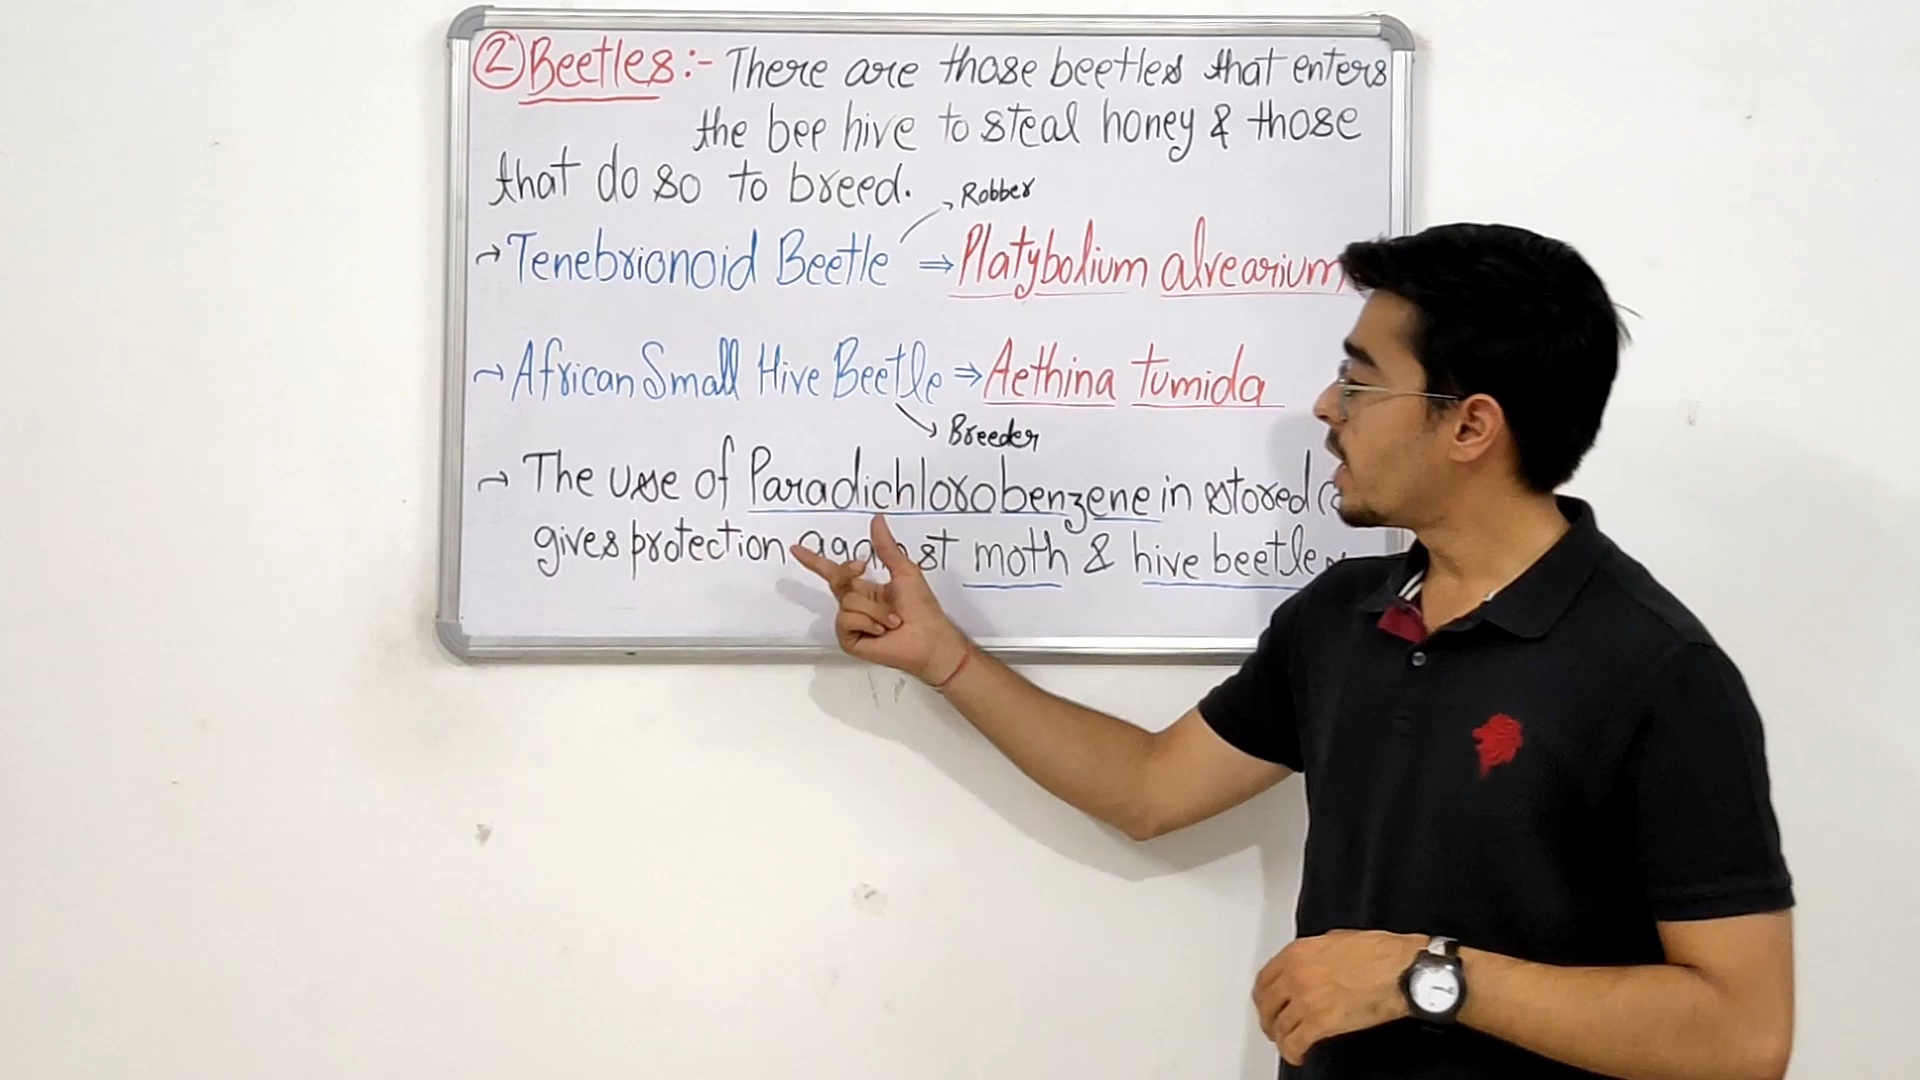 ② Beetles :- There are those beetles that enters
the bee hive to steal honey & those
that do so to breed.
Robber
→ Tenebrionoid Beetle ⇒ Platybolium alvearium
→ African Small Hive Beetle ⇒ Aethina tumida
Breeder
→ The use of Paradichlorobenzene in stored
gives protection against moth & hive beetle